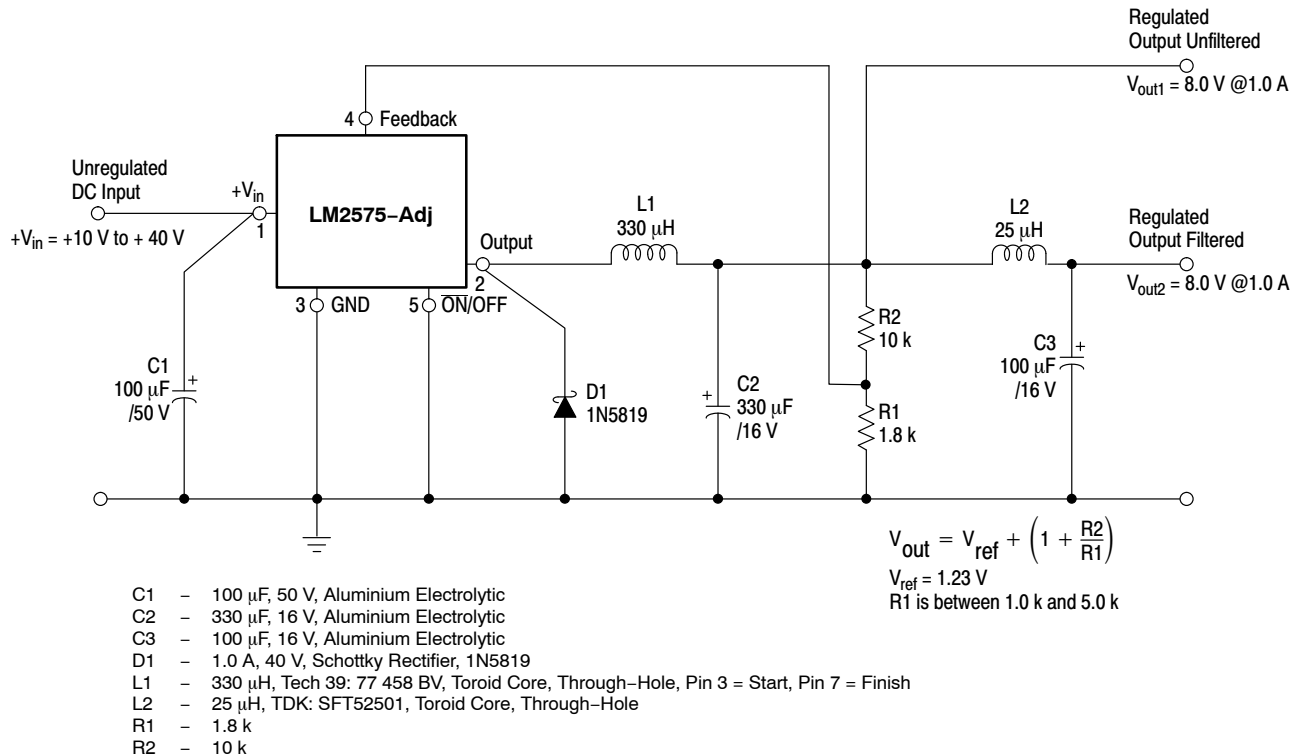 Regulated
Output Unfiltered
Vout1 = 8.0 V @1.0 A
4 Feedback
Unregulated
DC Input
+Vin
1
+Vin = +10 V to + 40 V
LM2575−Adj
Output
2
L1
330 μH
L2
25 μH
Regulated
Output Filtered
Vout2 = 8.0 V @1.0 A
3 GND
5 O̅N̅/OFF
R2
10 k
C1
100 μF
/50 V
+
D1
1N5819
+
C2
330 μF
/16 V
R1
1.8 k
C3
100 μF
/16 V
+
Vout = Vref + (1 + R2/R1)
Vref = 1.23 V
R1 is between 1.0 k and 5.0 k
C1 – 100 μF, 50 V, Aluminium Electrolytic
C2 – 330 μF, 16 V, Aluminium Electrolytic
C3 – 100 μF, 16 V, Aluminium Electrolytic
D1 – 1.0 A, 40 V, Schottky Rectifier, 1N5819
L1 – 330 μH, Tech 39: 77 458 BV, Toroid Core, Through−Hole, Pin 3 = Start, Pin 7 = Finish
L2 – 25 μH, TDK: SFT52501, Toroid Core, Through−Hole
R1 – 1.8 k
R2 – 10 k